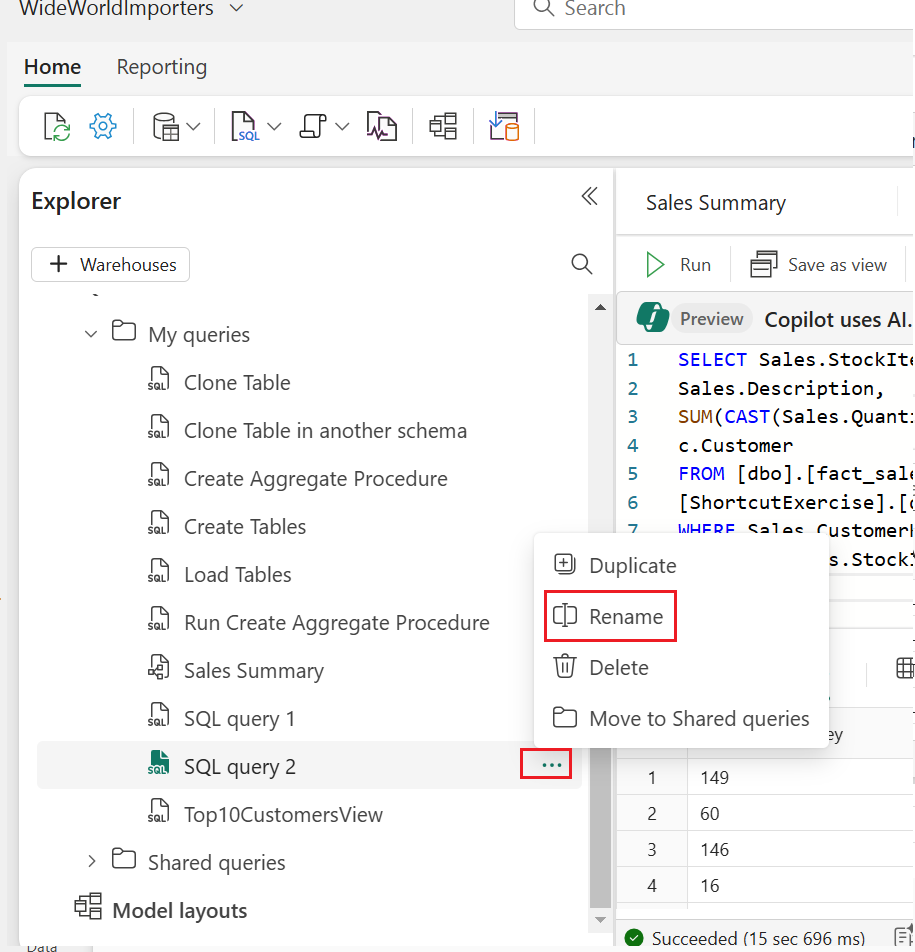 WideWorldImporters
Search
Home
Reporting
SQL
Explorer
Warehouses
My queries
Clone Table
Clone Table in another schema
Create Aggregate Procedure
Create Tables
Load Tables
Run Create Aggregate Procedure
Sales Summary
SQL query 1
SQL query 2
...
Top10CustomersView
Shared queries
Model layouts
Data
Sales Summary
Run
Save as view
Preview
Copilot uses AI.
1 SELECT Sales.StockIte
2 Sales.Description,
3 SUM(CAST(Sales.Quanti
4 c.Customer
5 FROM [dbo].[fact_sale
6 [ShortcutExercise].[d
7 WHERE Sales.CustomerK
s.StockI
Duplicate
Rename
Delete
Move to Shared queries
ey
1 149
2 60
3 146
4 16
Succeeded (15 sec 696 ms)